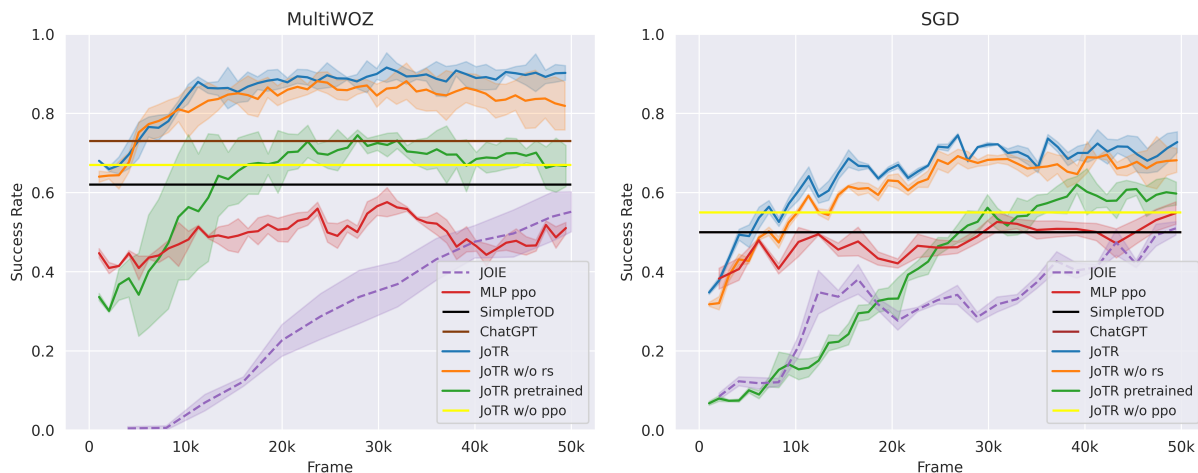 MultiWOZ
1.0
0.8
0.6
0.4
0.2
0.0
Success Rate
0
10k
20k
30k
40k
50k
Frame
JOIE
MLP ppo
SimpleTOD
ChatGPT
JoTR
JoTR w/o rs
JoTR pretrained
JoTR w/o ppo
SGD
1.0
0.8
0.6
0.4
0.2
0.0
Success Rate
0
10k
20k
30k
40k
50k
Frame
JOIE
MLP ppo
SimpleTOD
ChatGPT
JoTR
JoTR w/o rs
JoTR pretrained
JoTR w/o ppo